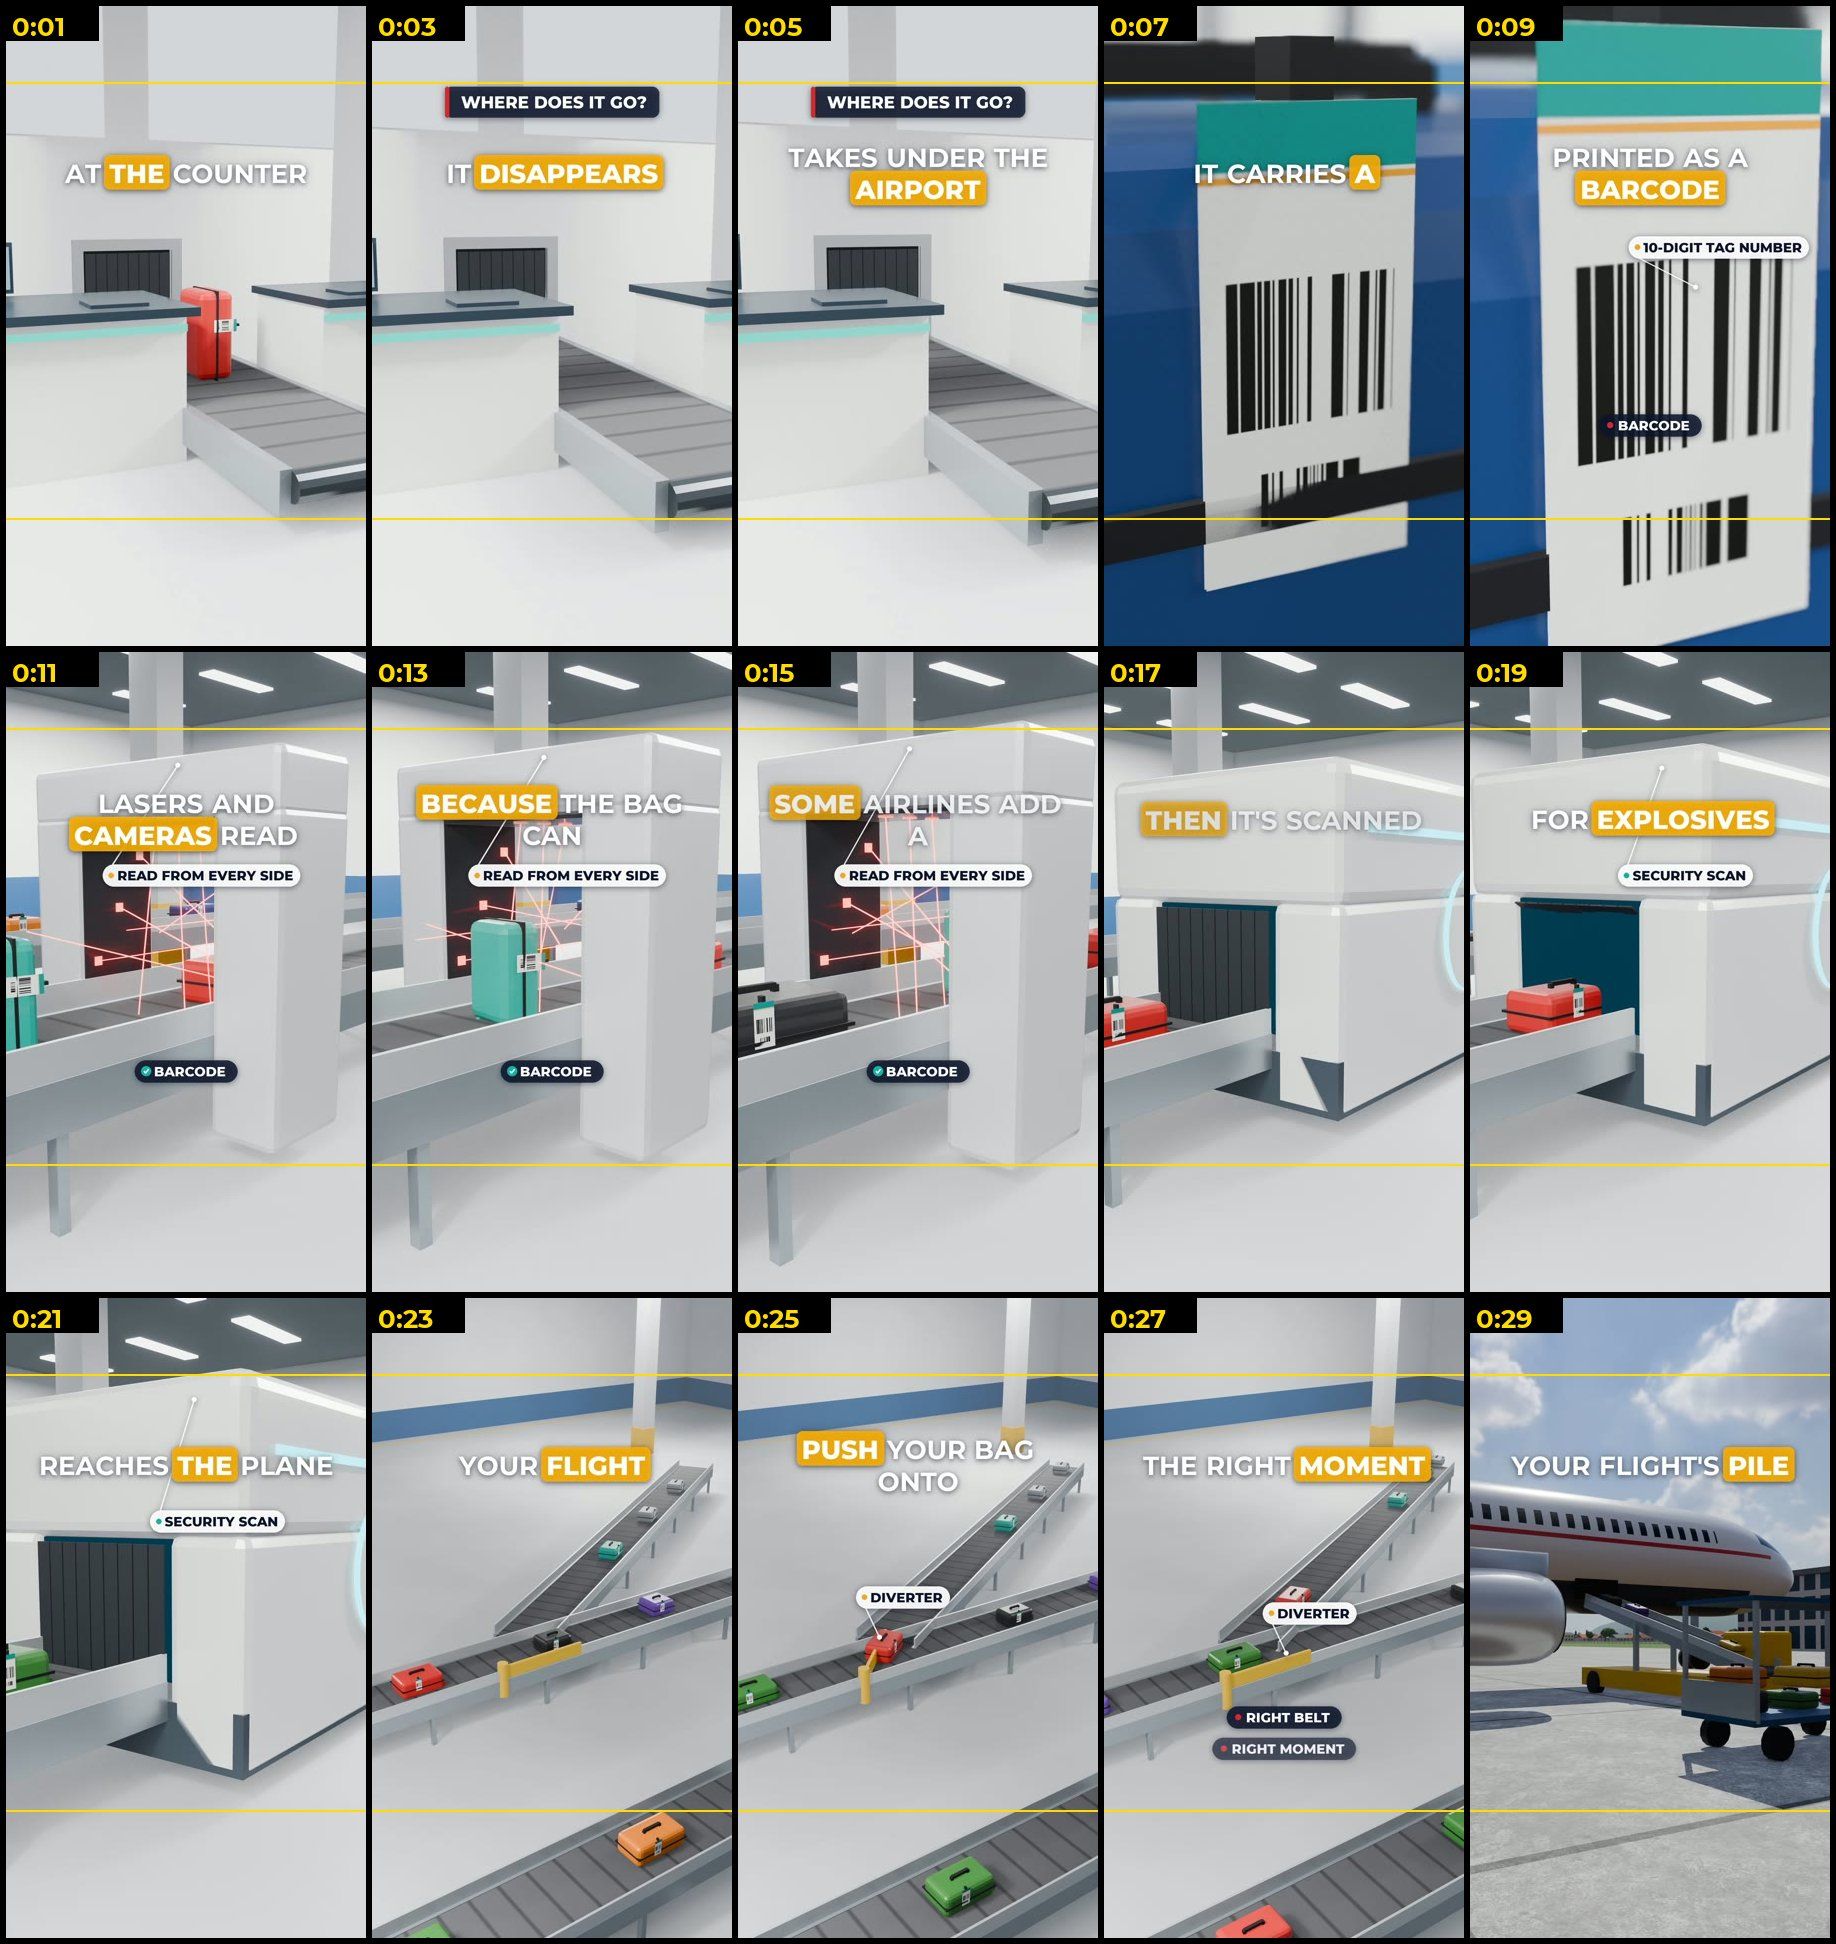 0:01
AT THE COUNTER
0:03
WHERE DOES IT GO?
IT DISAPPEARS
0:05
WHERE DOES IT GO?
TAKES UNDER THE
AIRPORT
0:07
IT CARRIES A
0:09
PRINTED AS A
BARCODE
10-DIGIT TAG NUMBER
BARCODE
0:11
LASERS AND
CAMERAS READ
READ FROM EVERY SIDE
BARCODE
0:13
BECAUSE THE BAG
CAN
READ FROM EVERY SIDE
BARCODE
0:15
SOME AIRLINES ADD
A
READ FROM EVERY SIDE
BARCODE
0:17
THEN IT'S SCANNED
0:19
FOR EXPLOSIVES
SECURITY SCAN
0:21
REACHES THE PLANE
SECURITY SCAN
0:23
YOUR FLIGHT
0:25
PUSH YOUR BAG
ONTO
DIVERTER
0:27
THE RIGHT MOMENT
DIVERTER
RIGHT BELT
RIGHT MOMENT
0:29
YOUR FLIGHT'S PILE